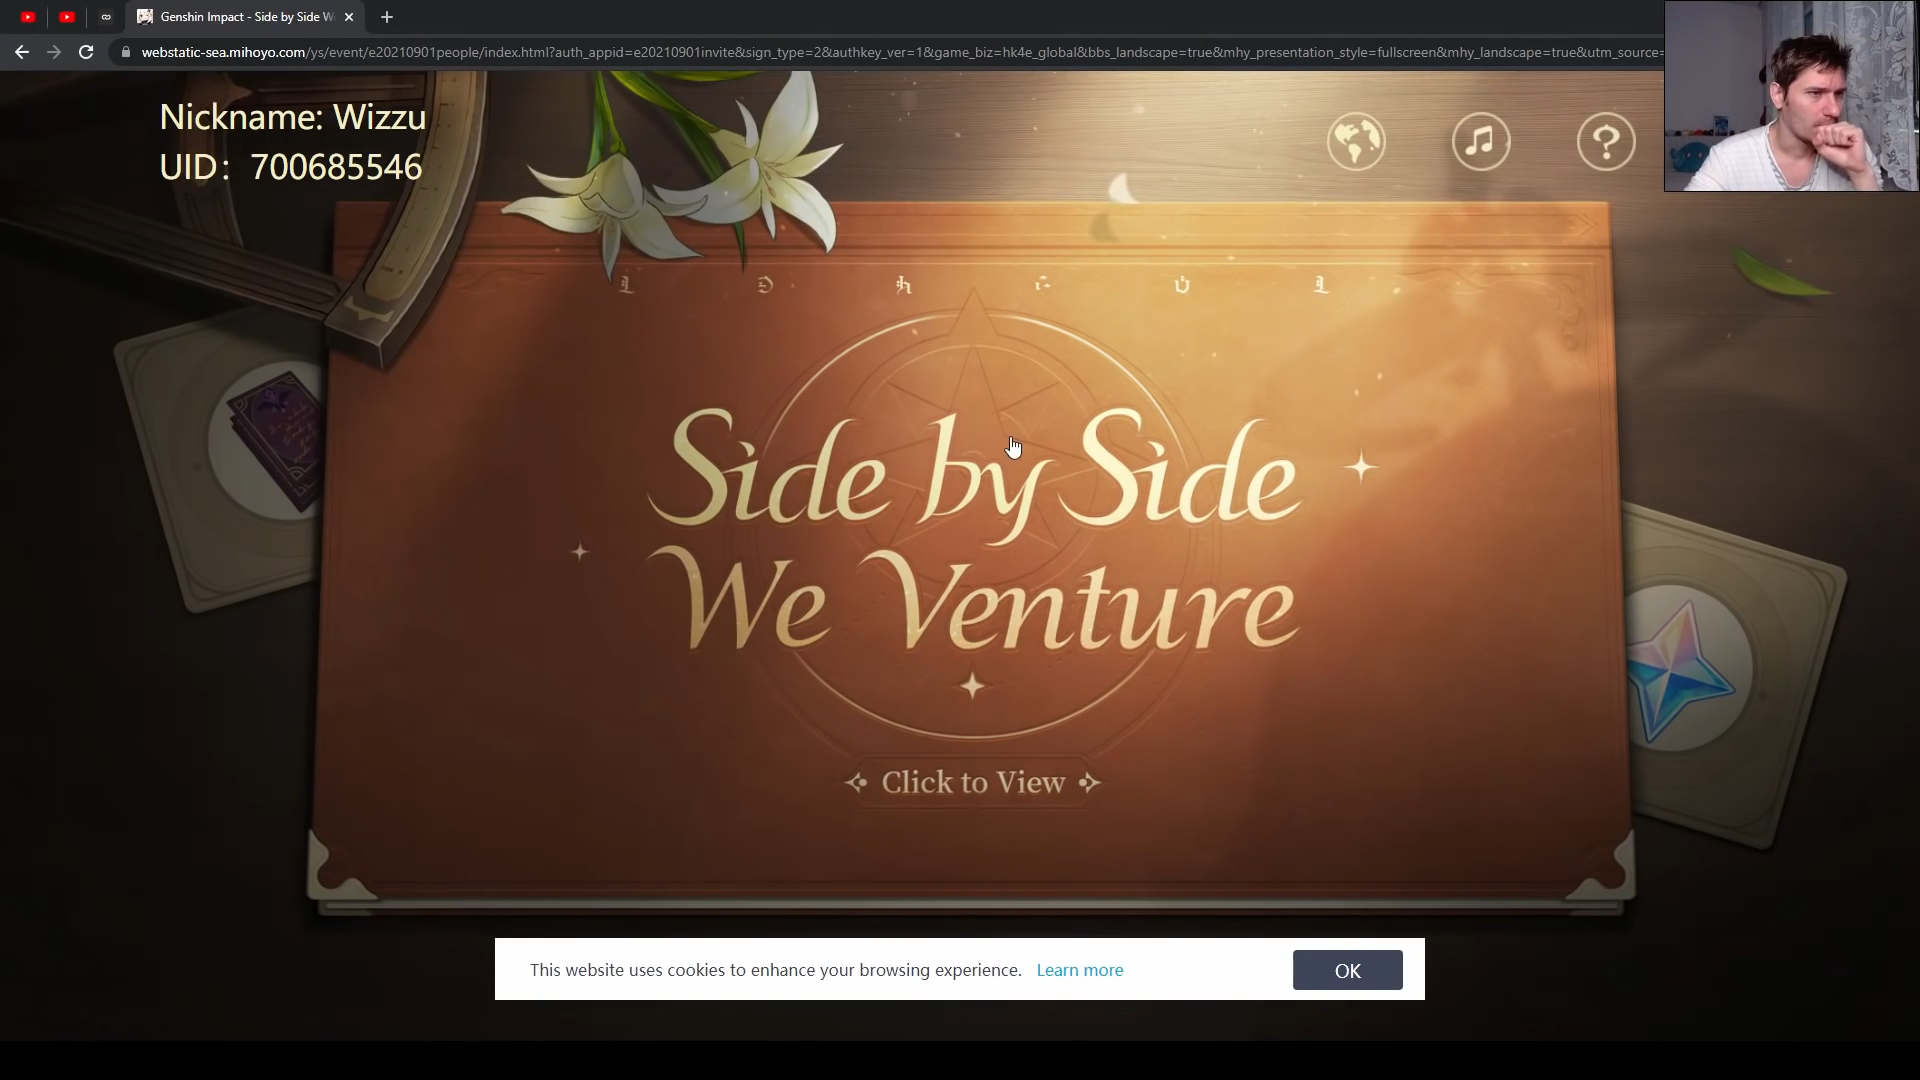 Genshin Impact - Side by Side W
webstatic-sea.mihoyo.com/ys/event/e20210901people/index.html?auth_appid=e20210901invite&sign_type=2&authkey_ver=1&game_biz=hk4e_global&bbs_landscape=true&mhy_presentation_style=fullscreen&mhy_landscape=true&utm_source=
Nickname: Wizzu
UID: 700685546
Side by Side
We Venture
Click to View
This website uses cookies to enhance your browsing experience. Learn more
OK